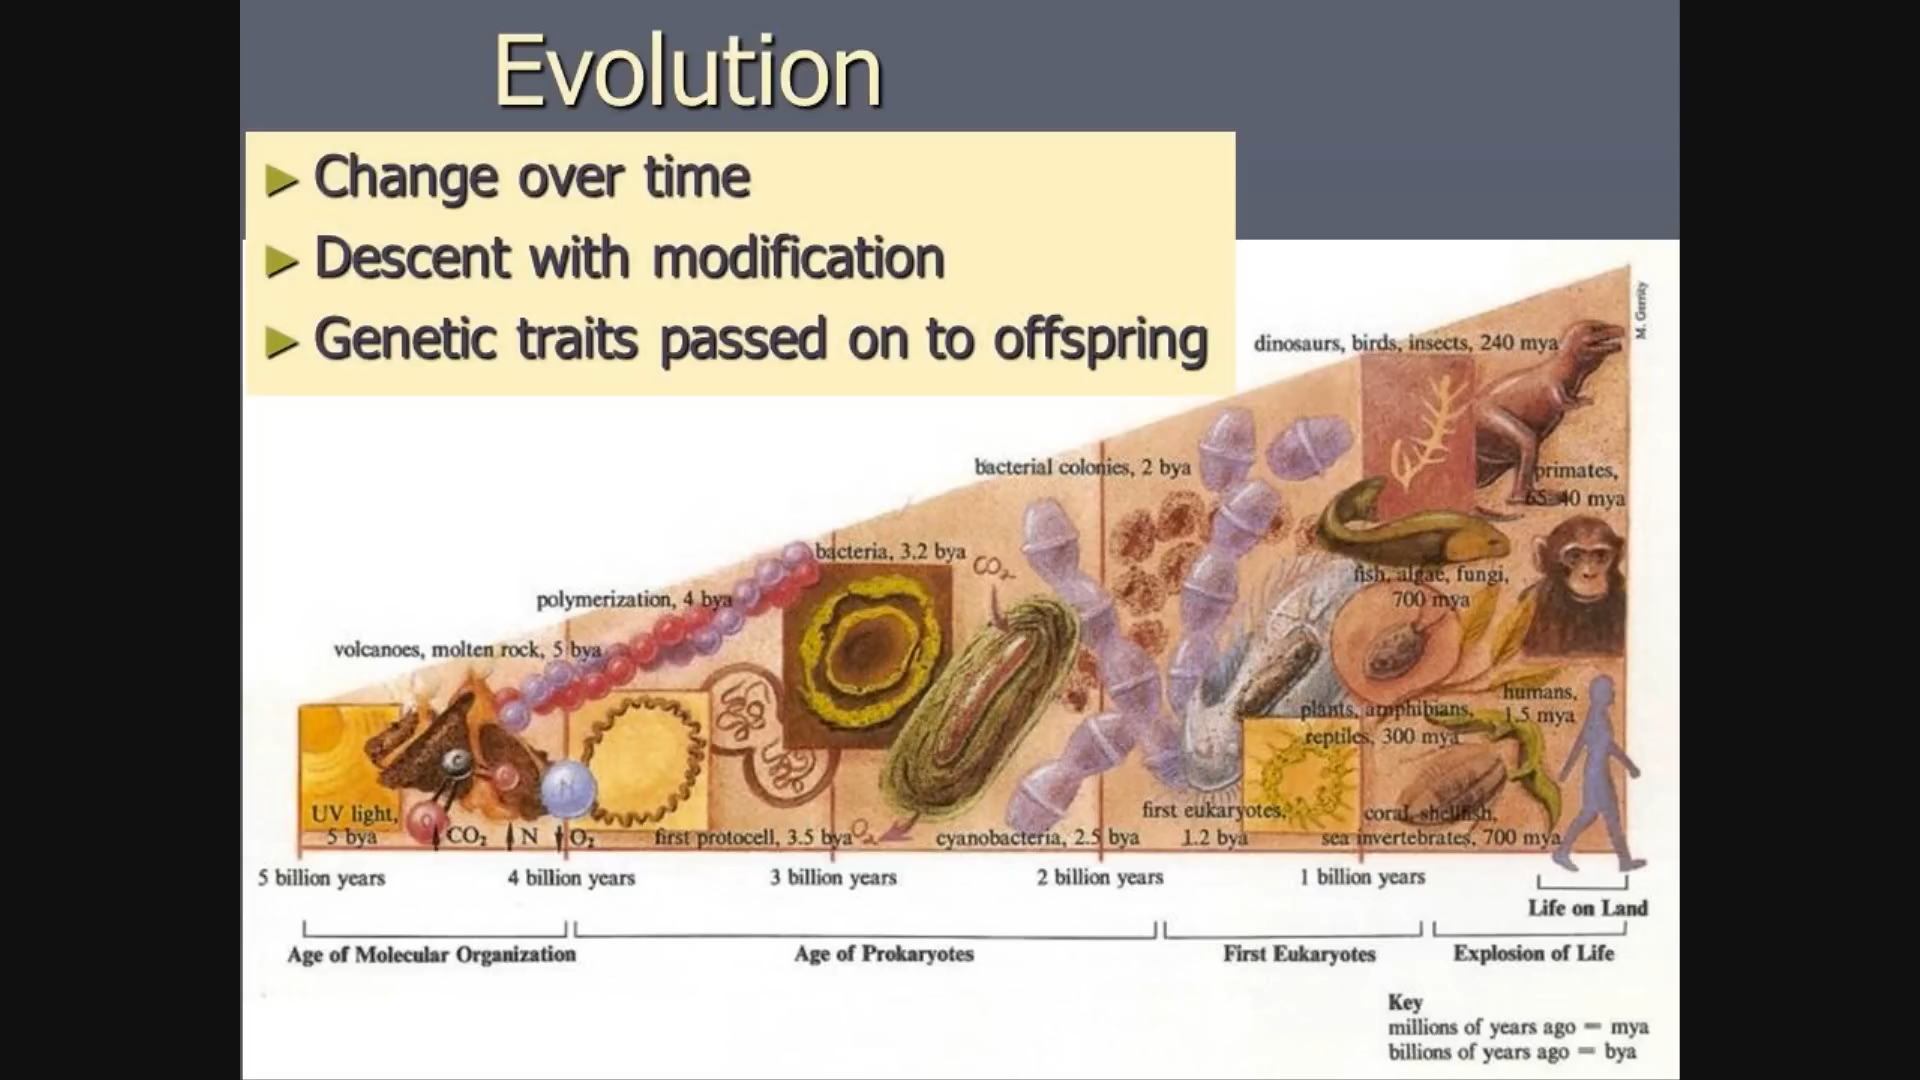 Evolution
► Change over time
► Descent with modification
► Genetic traits passed on to offspring
M. Gerrity
dinosaurs, birds, insects, 240 mya
primates,
65–40 mya
bacterial colonies, 2 bya
bacteria, 3.2 bya
CO₂
polymerization, 4 bya
fish, algae, fungi,
700 mya
volcanoes, molten rock, 5 bya
humans,
1.5 mya
plants, amphibians,
reptiles, 300 mya
N
UV light,
5 bya
CO₂
N
O₂
first protocell, 3.5 bya
O₂
cyanobacteria, 2.5 bya
first eukaryotes,
1.2 bya
coral, shellfish,
sea invertebrates, 700 mya
5 billion years
4 billion years
3 billion years
2 billion years
1 billion years
Life on Land
Age of Molecular Organization
Age of Prokaryotes
First Eukaryotes
Explosion of Life
Key
millions of years ago = mya
billions of years ago = bya